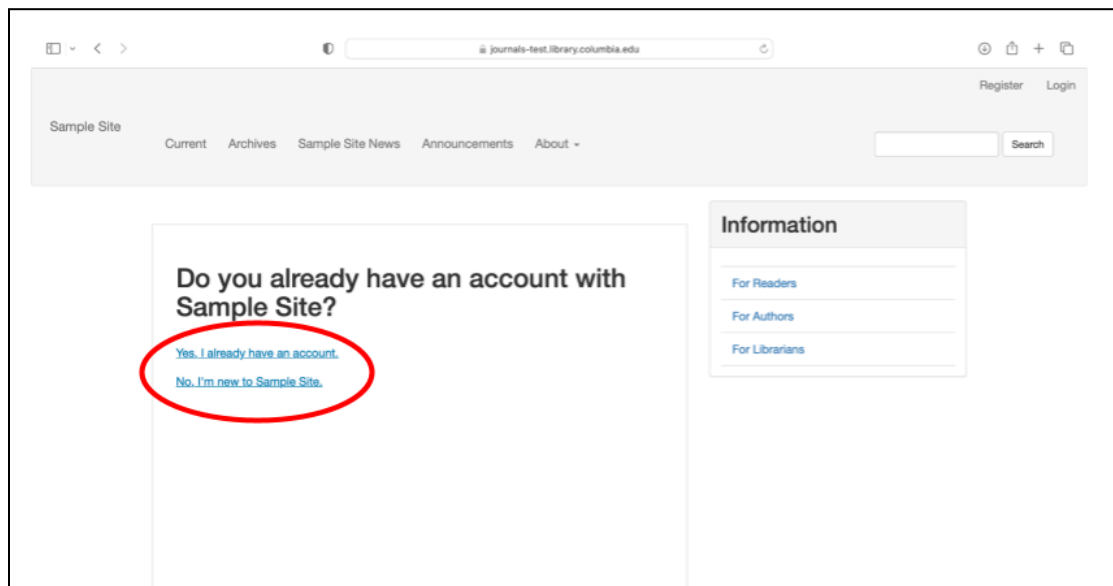 journals-test.library.columbia.edu
Register Login
Sample Site
Current Archives Sample Site News Announcements About
Search
Information
Do you already have an account with
Sample Site?
For Readers
For Authors
For Librarians
Yes, I already have an account.
No, I'm new to Sample Site.